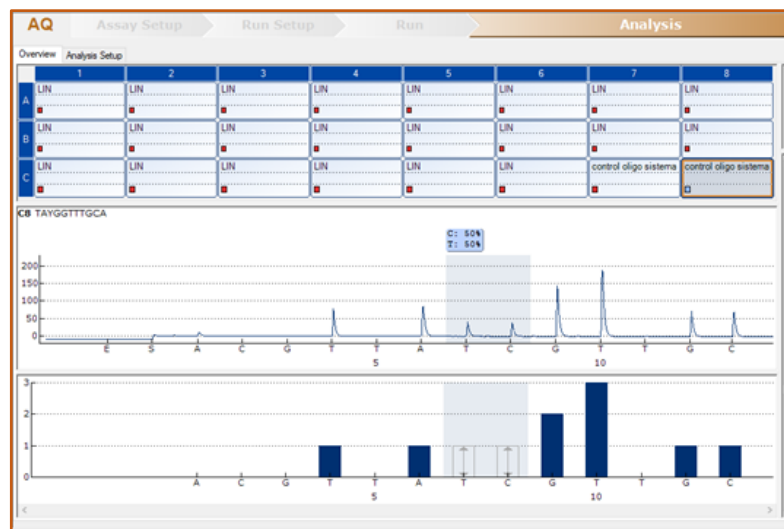 AQ Assay Setup Run Setup Run Analysis
Overview Analysis Setup
1 2 3 4 5 6 7 8
A LIN LIN LIN LIN LIN LIN LIN LIN
B LIN LIN LIN LIN LIN LIN LIN LIN
C LIN LIN LIN LIN LIN LIN control oligo sistema control oligo sistema
C8 TAYGGTTTGCA
C: 50%
T: 50%
200
150
100
50
0
E S A C G T T A T C G T T G C
5 10
3
2
1
0
A C G T T A T C G T T G C
5 10